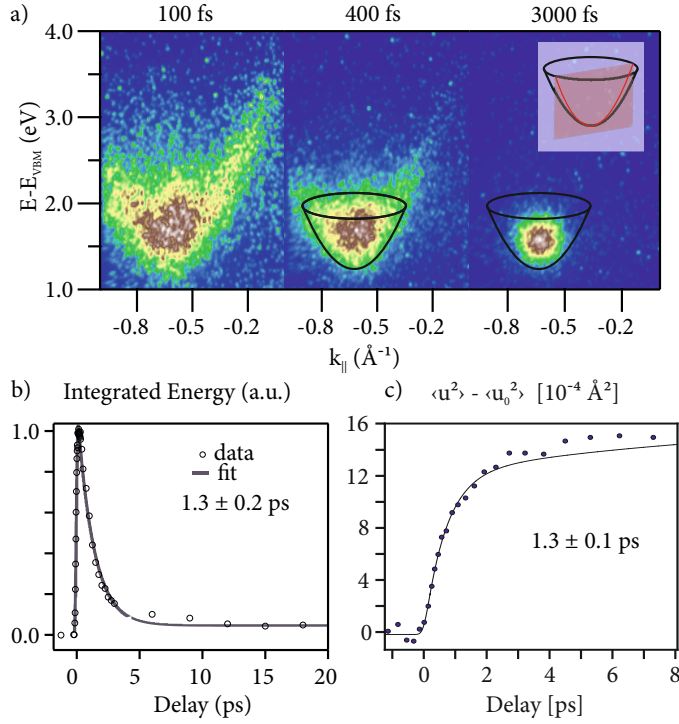 a) 100 fs 400 fs 3000 fs
4.0
3.0
2.0
1.0
E-E_VBM (eV)
-0.8 -0.5 -0.2 -0.8 -0.5 -0.2 -0.8 -0.5 -0.2
k_|| (Å⁻¹)
b) Integrated Energy (a.u.)
1.0
0.0
data
fit
1.3 ± 0.2 ps
0 5 10 15 20
Delay (ps)
c) ‹u²› - ‹u₀²› [10⁻⁴ Å²]
16
12
8
4
0
1.3 ± 0.1 ps
0 2 4 6 8
Delay [ps]